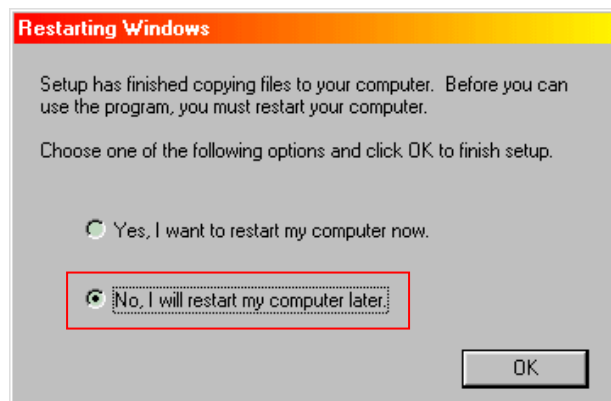 Restarting Windows
Setup has finished copying files to your computer.  Before you can
use the program, you must restart your computer.
Choose one of the following options and click OK to finish setup.
Yes, I want to restart my computer now.
No, I will restart my computer later.
OK